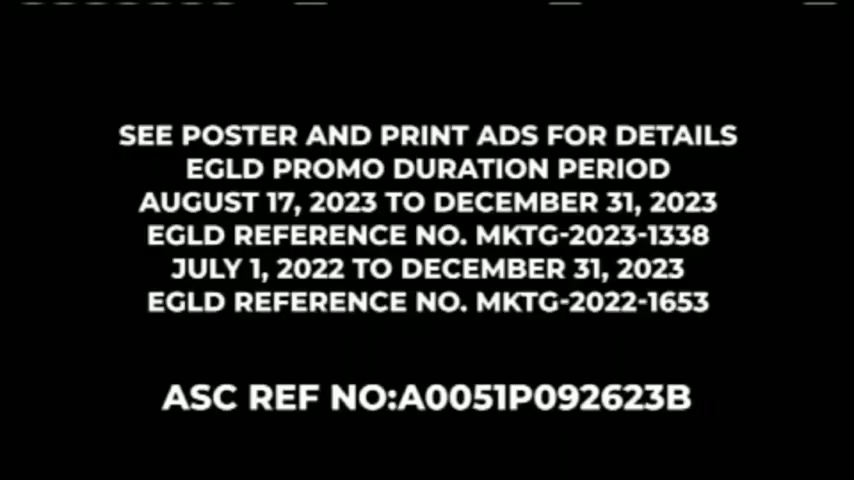 SEE POSTER AND PRINT ADS FOR DETAILS
EGLD PROMO DURATION PERIOD
AUGUST 17, 2023 TO DECEMBER 31, 2023
EGLD REFERENCE NO. MKTG-2023-1338
JULY 1, 2022 TO DECEMBER 31, 2023
EGLD REFERENCE NO. MKTG-2022-1653
ASC REF NO:A0051P092623B